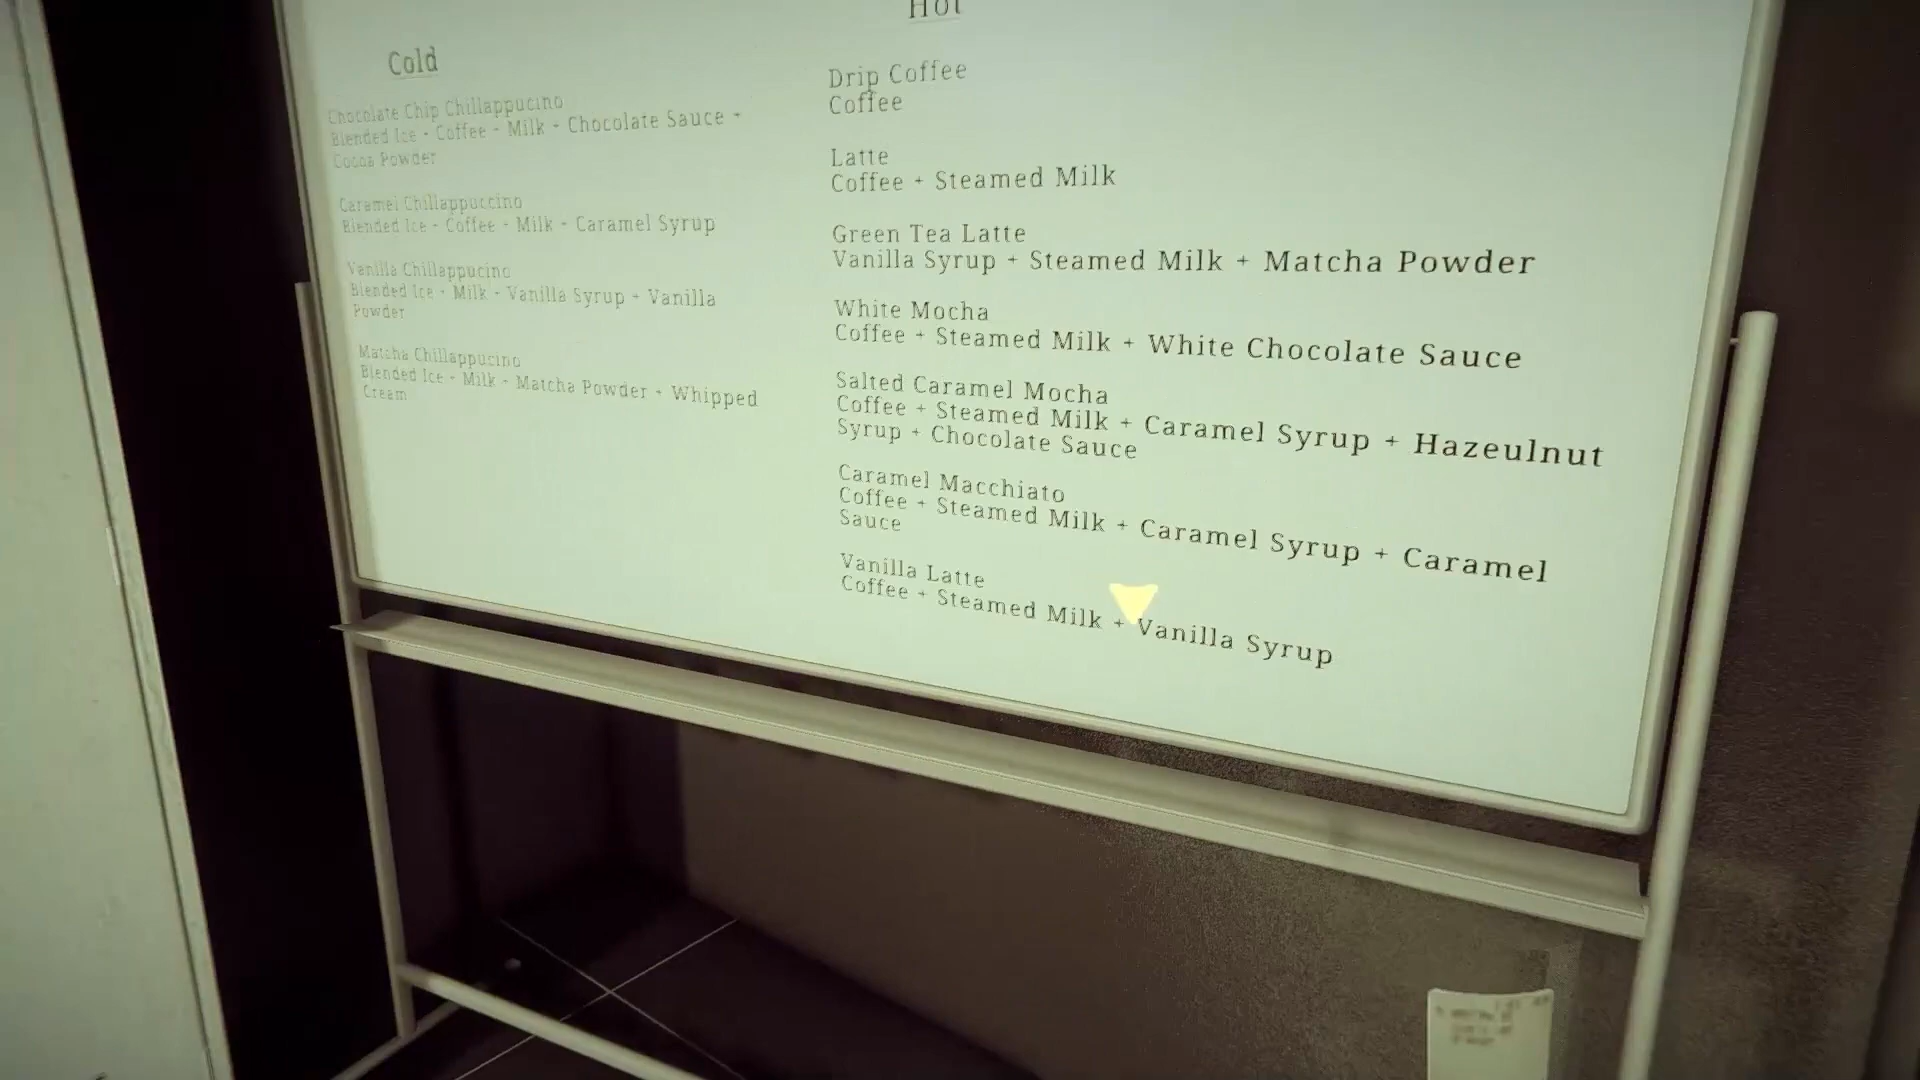 Cold
Chocolate Chip Chillappucino
Blended Ice + Coffee + Milk + Chocolate Sauce +
Cocoa Powder
Caramel Chillappuccino
Blended Ice + Coffee + Milk + Caramel Syrup
Vanilla Chillappucino
Blended Ice + Milk + Vanilla Syrup + Vanilla
Powder
Matcha Chillappucino
Blended Ice + Milk + Matcha Powder + Whipped
Cream
Hot
Drip Coffee
Coffee
Latte
Coffee + Steamed Milk
Green Tea Latte
Vanilla Syrup + Steamed Milk + Matcha Powder
White Mocha
Coffee + Steamed Milk + White Chocolate Sauce
Salted Caramel Mocha
Coffee + Steamed Milk + Caramel Syrup + Hazeulnut
Syrup + Chocolate Sauce
Caramel Macchiato
Coffee + Steamed Milk + Caramel Syrup + Caramel
Sauce
Vanilla Latte
Coffee + Steamed Milk + Vanilla Syrup